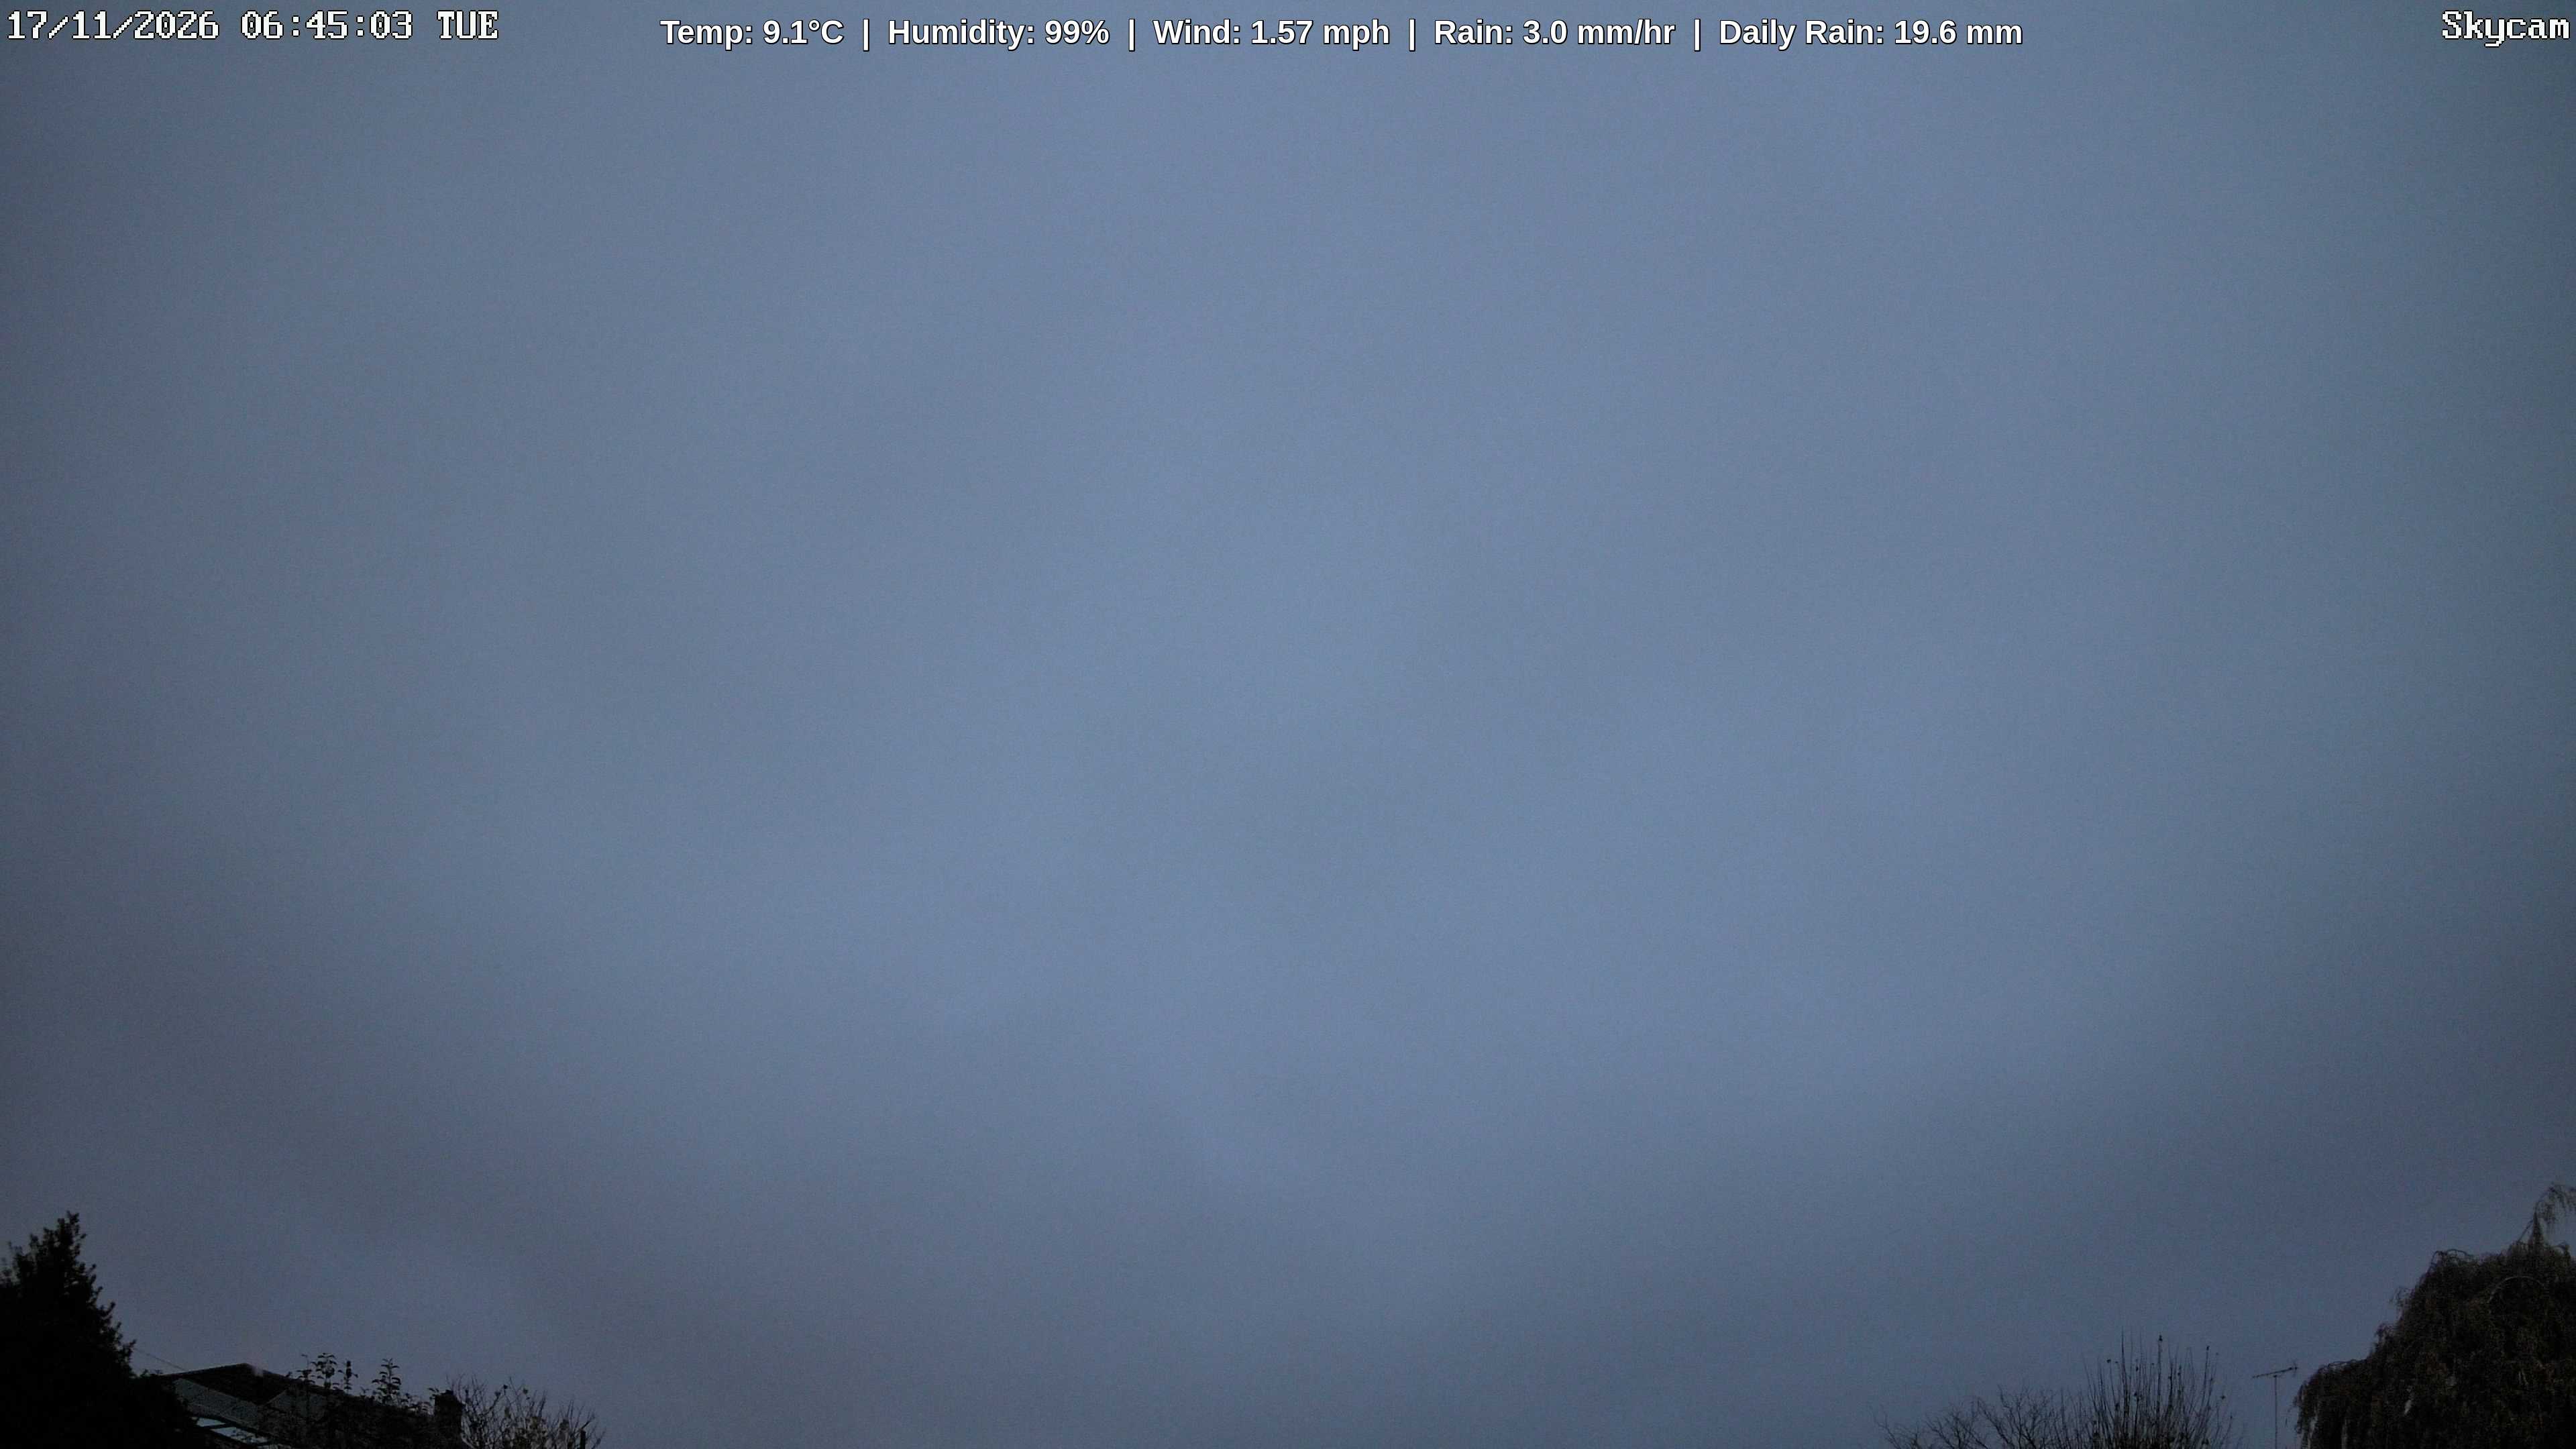 17/11/2026 06:45:03 TUE
Temp: 9.1°C | Humidity: 99% | Wind: 1.57 mph | Rain: 3.0 mm/hr | Daily Rain: 19.6 mm
Skycam